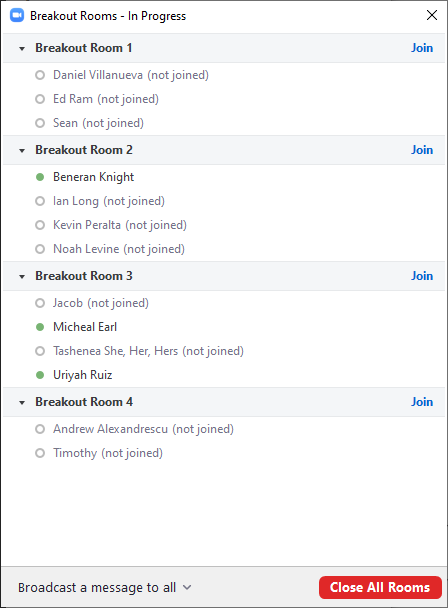 Breakout Rooms - In Progress
Breakout Room 1 Join
Daniel Villanueva (not joined)
Ed Ram (not joined)
Sean (not joined)
Breakout Room 2 Join
Beneran Knight
Ian Long (not joined)
Kevin Peralta (not joined)
Noah Levine (not joined)
Breakout Room 3 Join
Jacob (not joined)
Micheal Earl
Tashenea She, Her, Hers (not joined)
Uriyah Ruiz
Breakout Room 4 Join
Andrew Alexandrescu (not joined)
Timothy (not joined)
Broadcast a message to all Close All Rooms